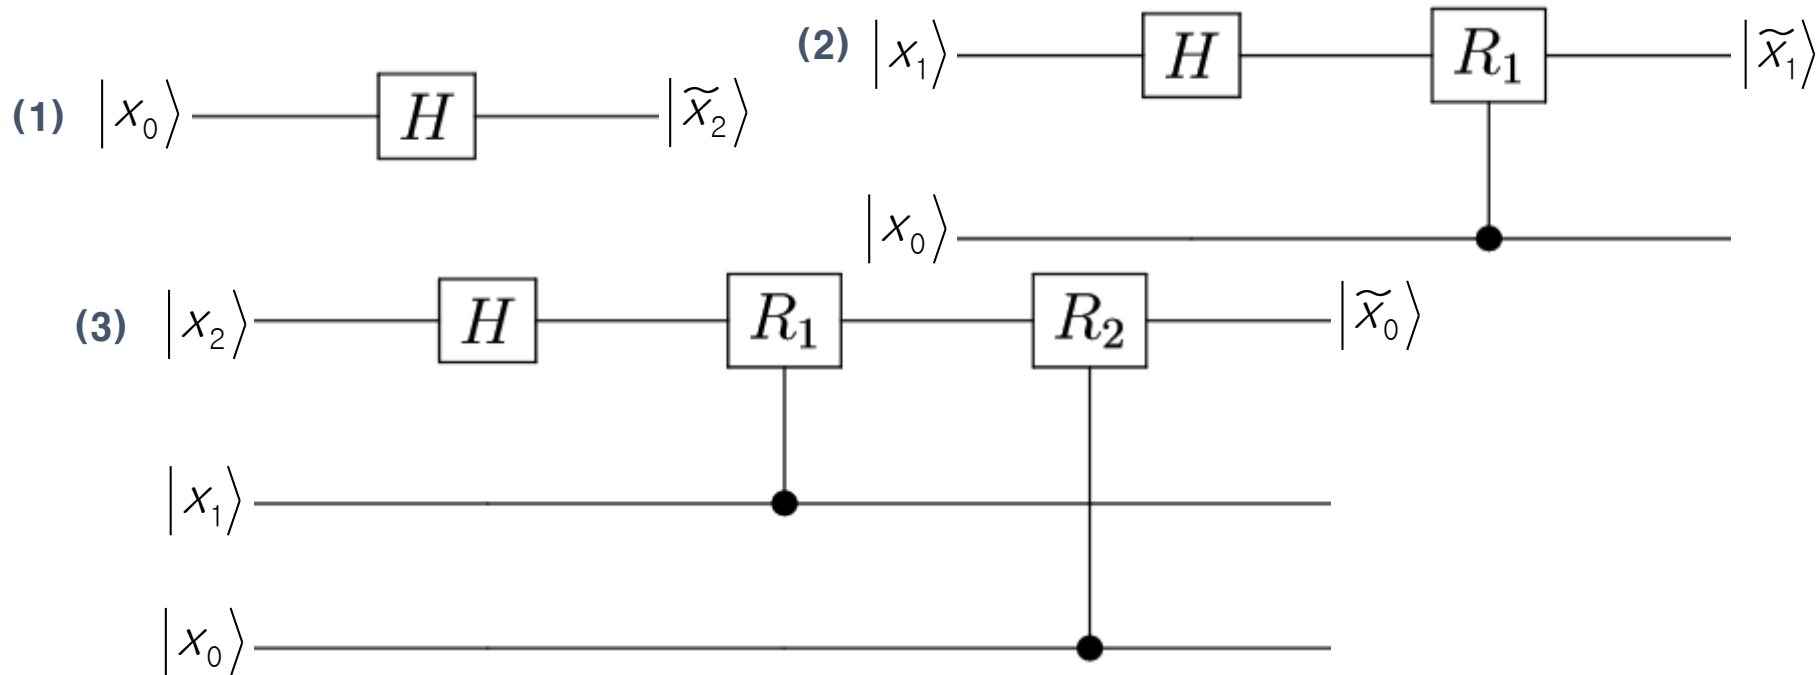 (1) |x₀⟩ H |x̃₂⟩
(2) |x₁⟩ H R₁ |x̃₁⟩
|x₀⟩
(3) |x₂⟩ H R₁ R₂ |x̃₀⟩
|x₁⟩
|x₀⟩